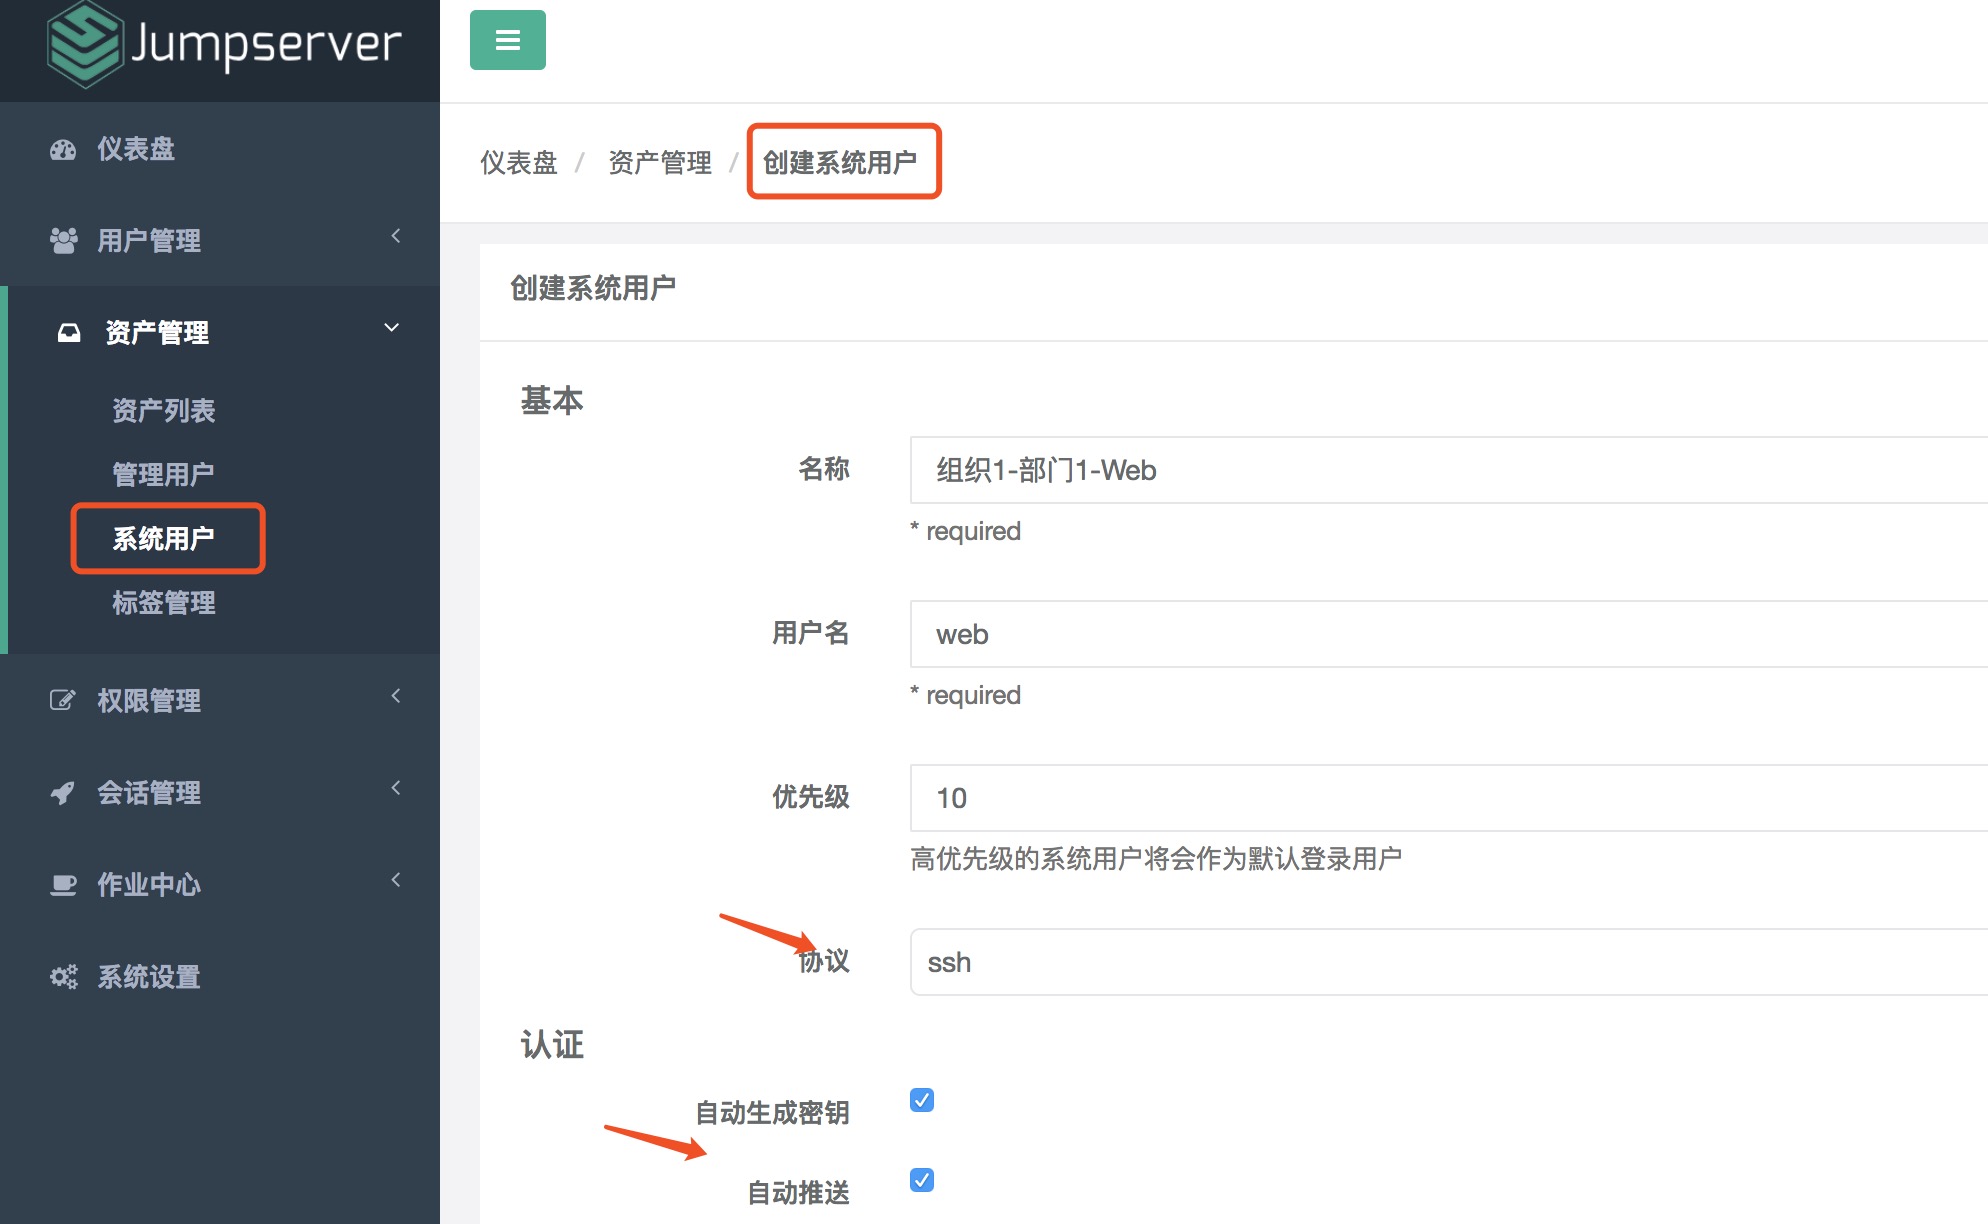 Jumpserver
仪表盘
用户管理
资产管理
资产列表
管理用户
系统用户
标签管理
权限管理
会话管理
作业中心
系统设置
仪表盘 / 资产管理 / 创建系统用户
创建系统用户
基本
名称 组织1-部门1-Web
* required
用户名 web
* required
优先级 10
高优先级的系统用户将会作为默认登录用户
协议 ssh
认证
自动生成密钥
自动推送